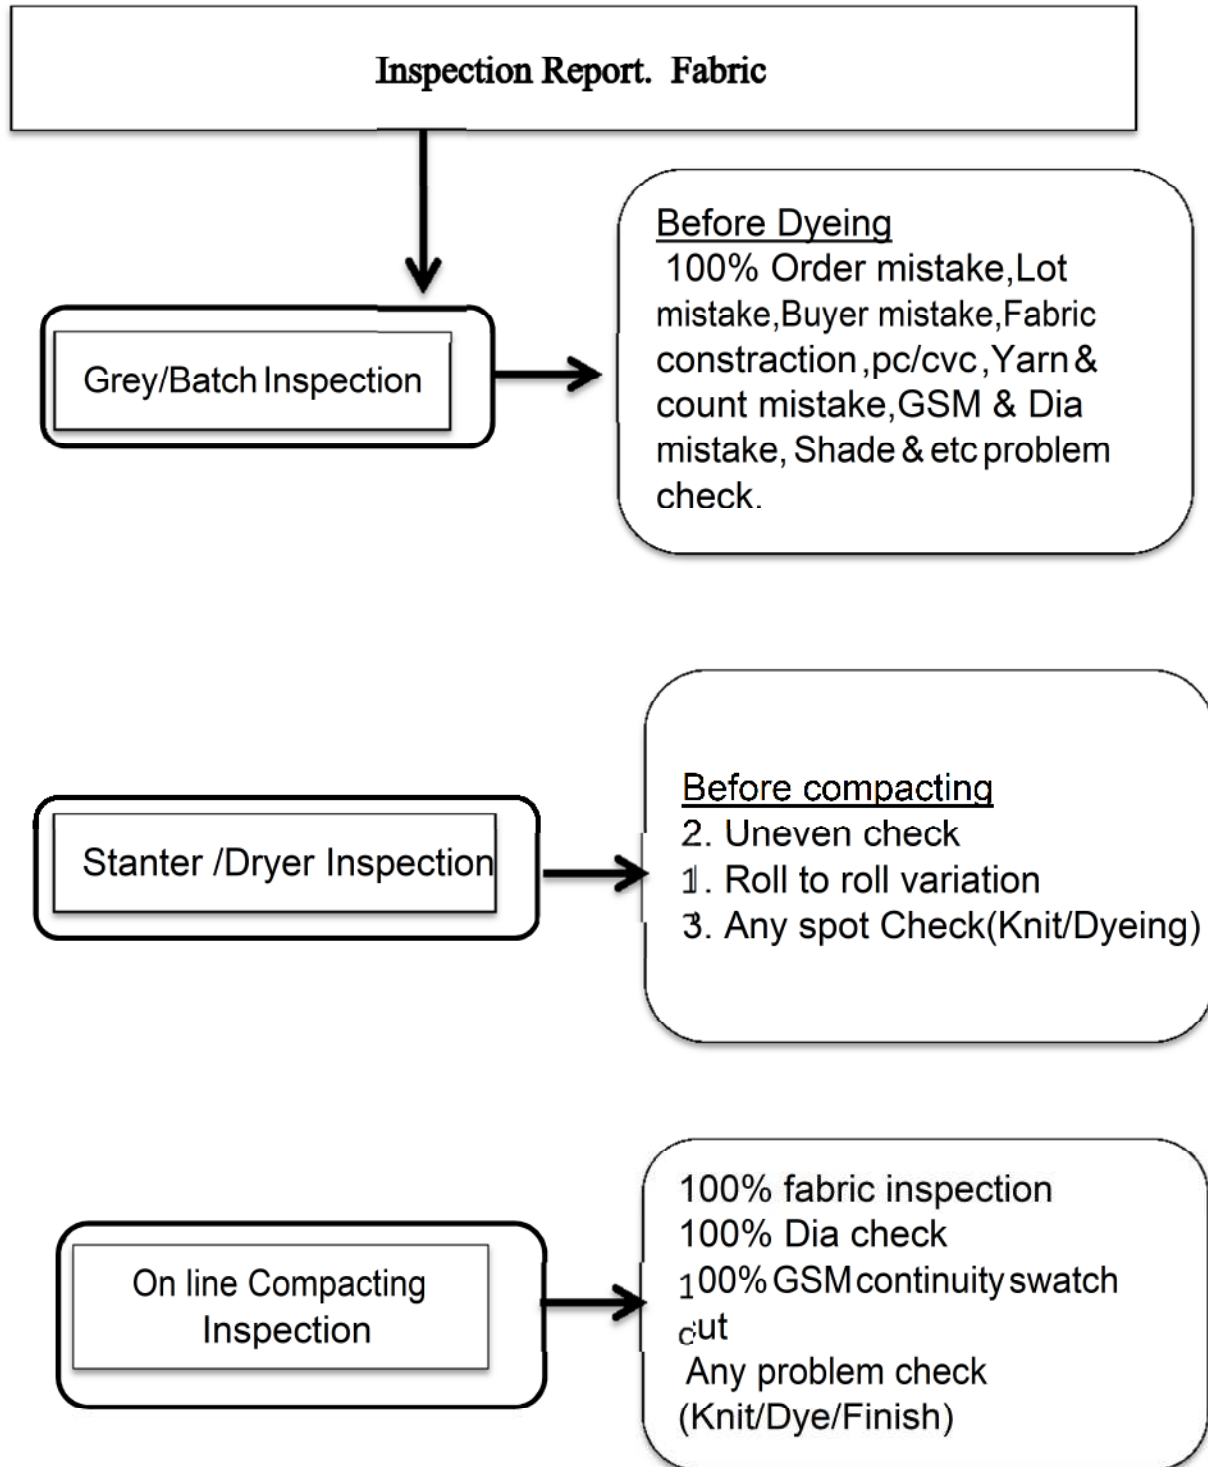 Inspection Report. Fabric
Before Dyeing
100% Order mistake,Lot
mistake,Buyer mistake,Fabric
constraction,pc/cvc,Yarn &
count mistake,GSM & Dia
mistake, Shade & etc problem
check.
Grey/Batch Inspection
Before compacting
2. Uneven check
1. Roll to roll variation
3. Any spot Check(Knit/Dyeing)
Stanter /Dryer Inspection
100% fabric inspection
100% Dia check
100% GSM continuity swatch
cut
Any problem check
(Knit/Dye/Finish)
On line Compacting
Inspection